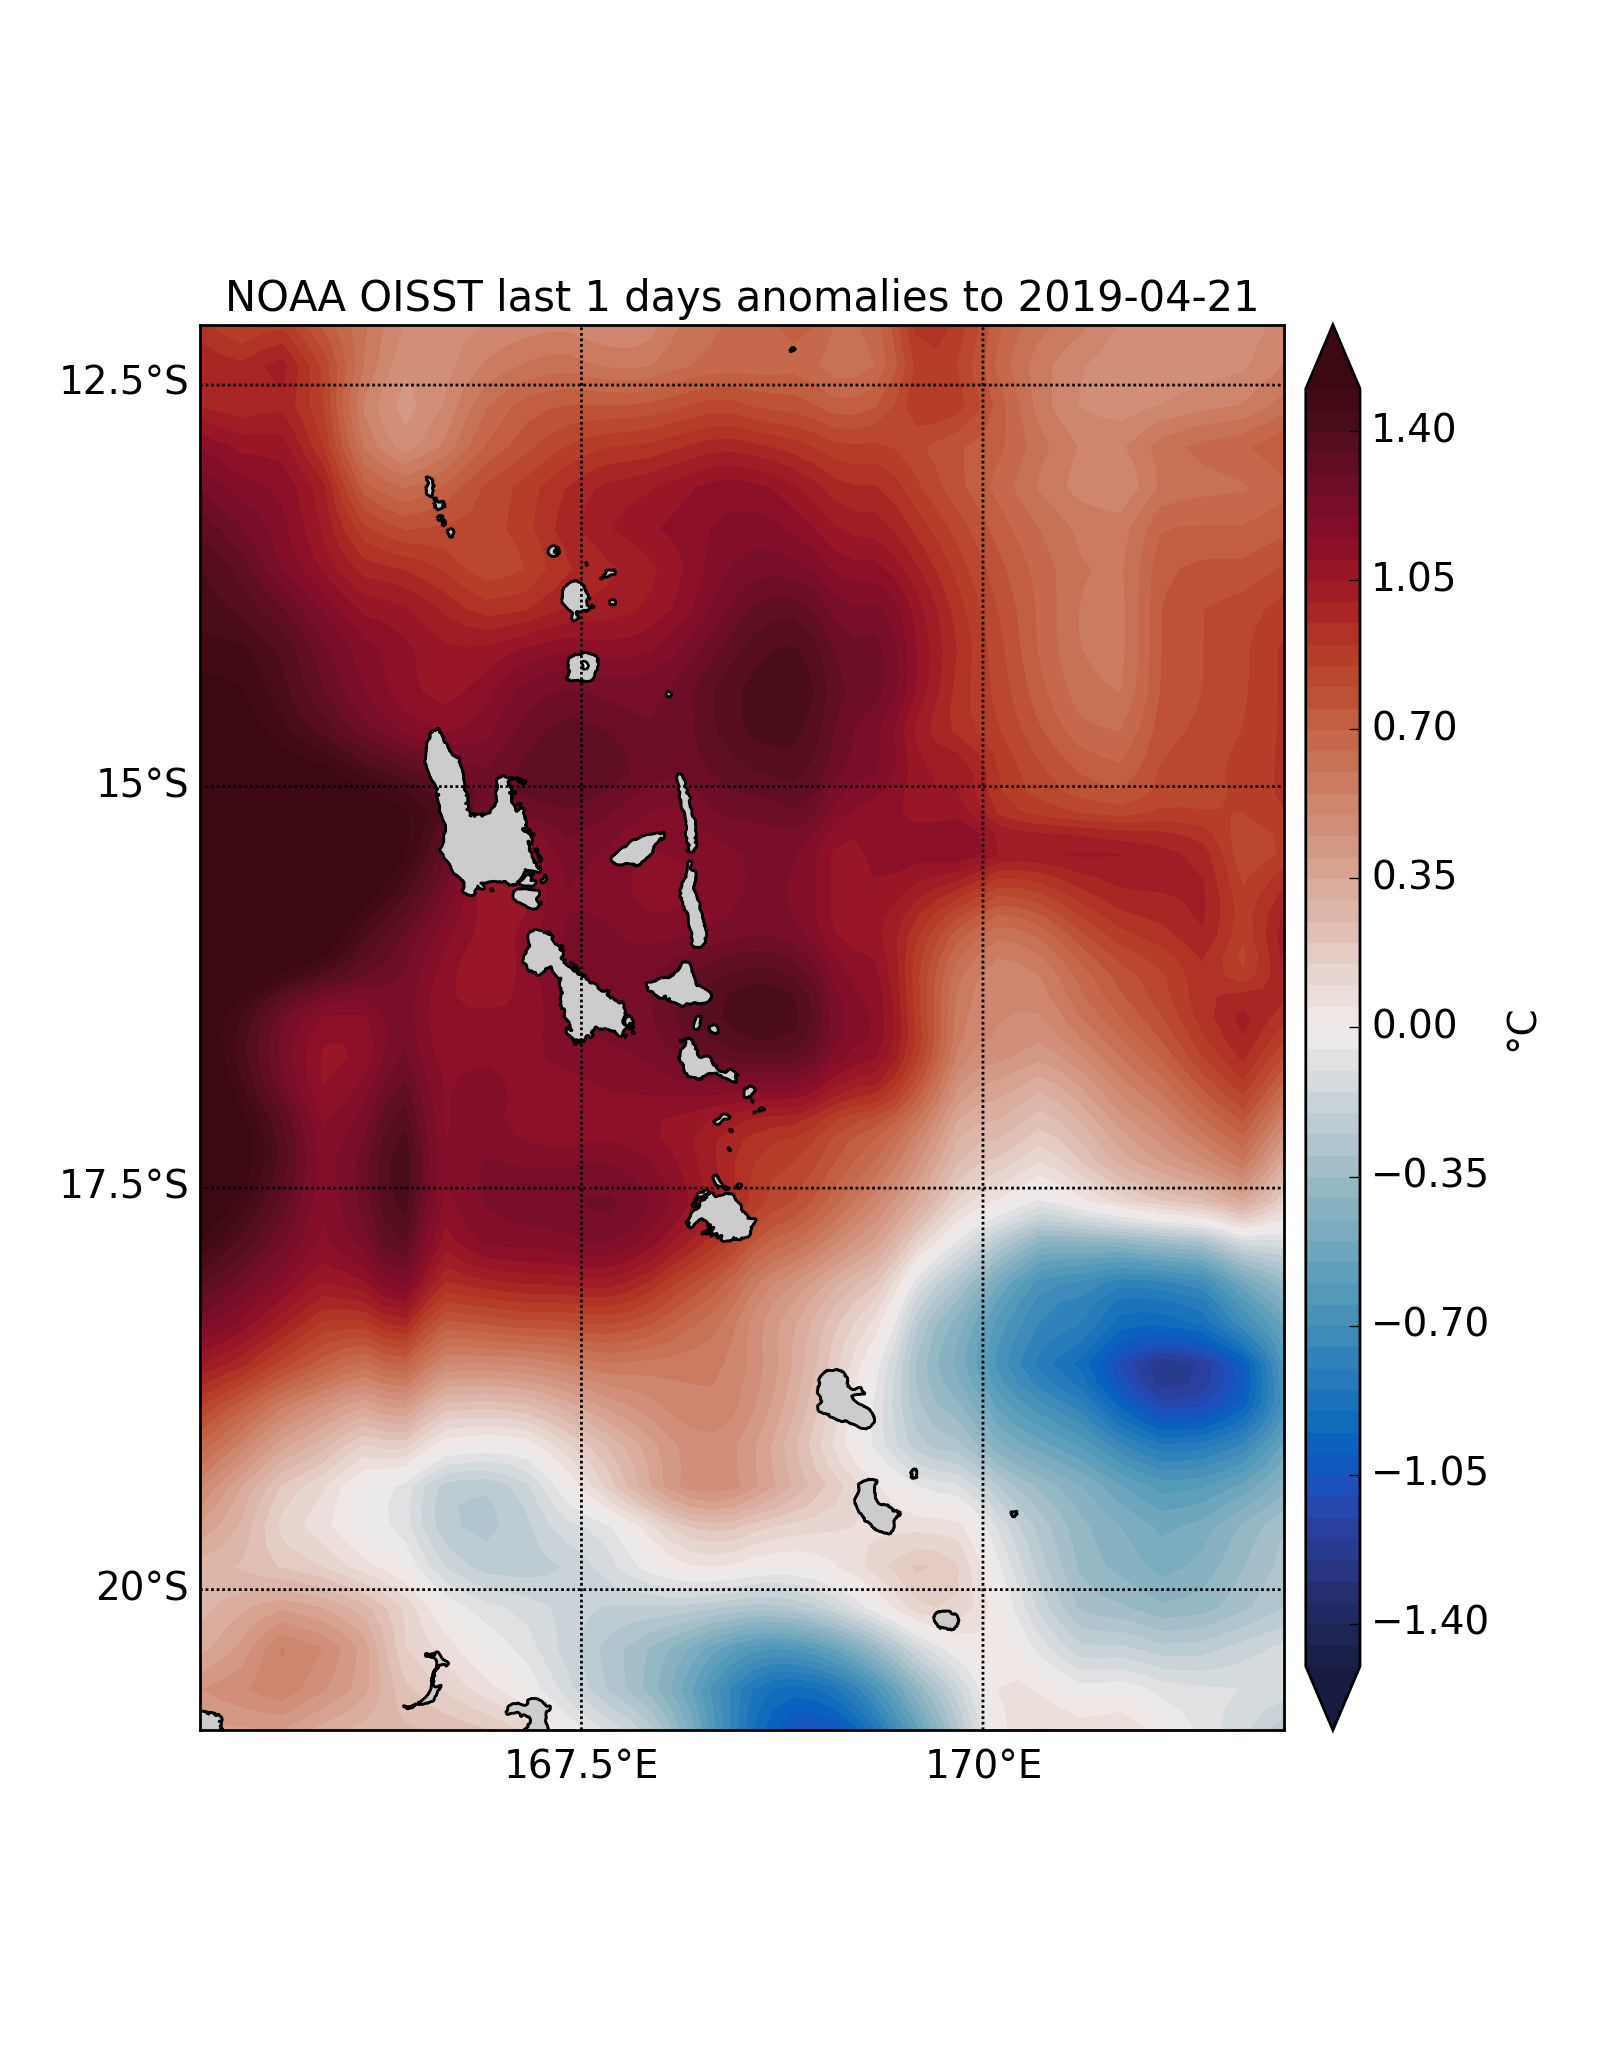 NOAA OISST last 1 days anomalies to 2019-04-21
12.5°S
15°S
17.5°S
20°S
167.5°E
170°E
1.40
1.05
0.70
0.35
0.00
−0.35
−0.70
−1.05
−1.40
°C